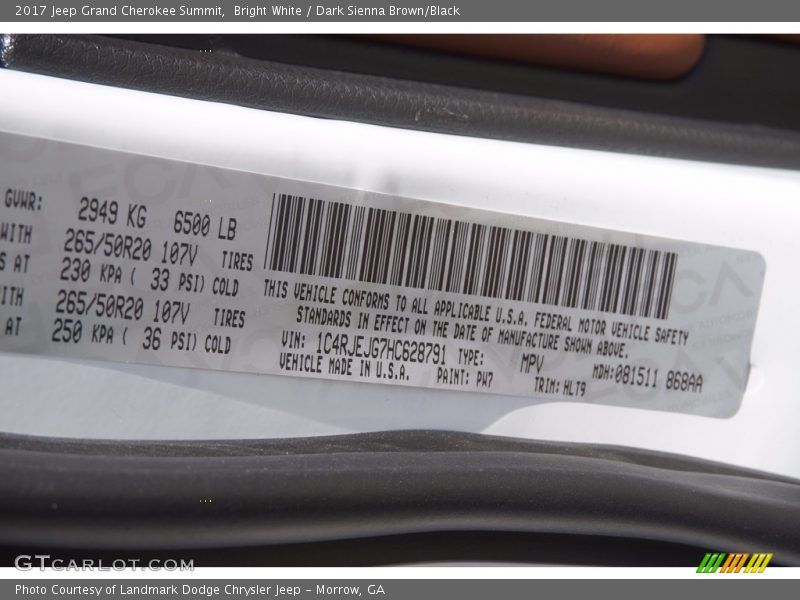 2017 Jeep Grand Cherokee Summit,  Bright White / Dark Sienna Brown/Black
GVWR: 2949 KG 6500 LB
WITH 265/50R20 107V TIRES
S AT 230 KPA ( 33 PSI) COLD
ITH 265/50R20 107V TIRES
AT 250 KPA ( 36 PSI) COLD
THIS VEHICLE CONFORMS TO ALL APPLICABLE U.S.A. FEDERAL MOTOR VEHICLE SAFETY
STANDARDS IN EFFECT ON THE DATE OF MANUFACTURE SHOWN ABOVE.
VIN: 1C4RJEJG7HC628791 TYPE: MPV MDH:081511 868AA
VEHICLE MADE IN U.S.A. PAINT: PW7 TRIM: HLT9
GTCARLOT.COM
Photo Courtesy of Landmark Dodge Chrysler Jeep – Morrow, GA